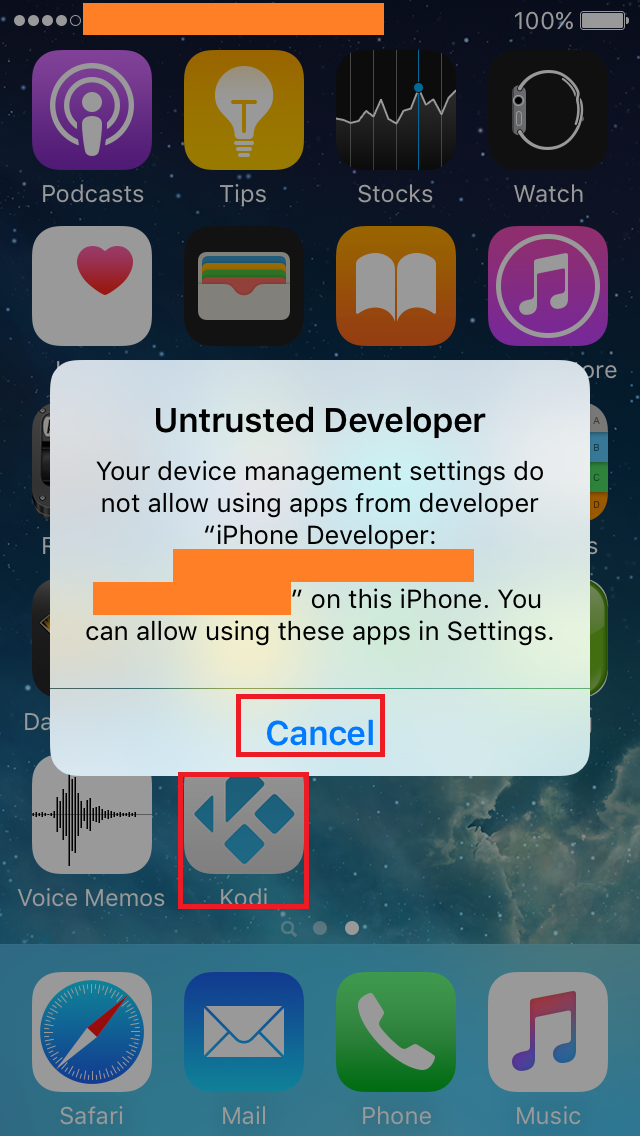 100%
Podcasts
Tips
Stocks
Watch
ore
A
B
C
D
Untrusted Developer
Your device management settings do
not allow using apps from developer
“iPhone Developer:
” on this iPhone. You
can allow using these apps in Settings.
Da
Cancel
Voice Memos
Kodi
Safari
Mail
Phone
Music